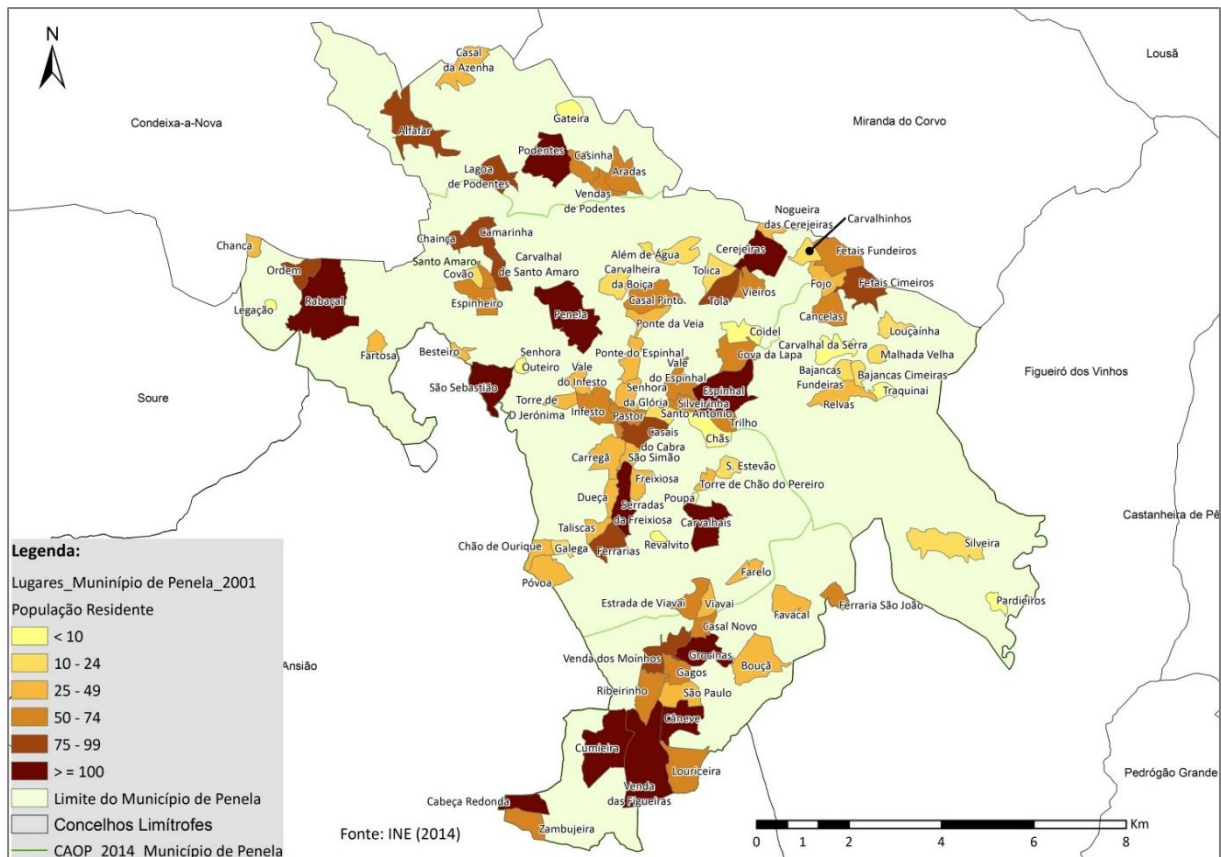 N
Lousã
Condeixa-a-Nova
Miranda do Corvo
Casal
da Azenha
Gateira
Alfafar
Podentes
Casinha
Aradas
Lagoa
de Podentes
Vendas
de Podentes
Nogueira
das Cerejeiras
Carvalhinhos
Chança
Chainça
Camarinha
Cerejeiras
Fetais Fundeiros
Além de Água
Ordem
Santo Amaro
Carvalhal
de Santo Amaro
Covão
Carvalheira
da Boiça
Tolica
Fojo
Fetais Cimeiros
Rabaçal
Espinheiro
Casal Pinto
Tola
Vieiros
Legação
Penela
Cancelas
Ponte da Veia
Coidel
Louçaínha
Fartosa
Besteiro
Senhora
Outeiro
Ponte do Espinhal
Cova da Lapa
Carvalhal da Serra
Malhada Velha
São Sebastião
Vale
do Infesto
Vale
do Espinhal
Bajancas
Fundeiras
Bajancas Cimeiras
Traquinai
Figueiró dos Vinhos
Soure
Torre de
D Jerónima
Senhora
da Glória
Espinhal
Silveirinha
Relvas
Infesto
Pastor
Santo António
Trilho
Casais
do Cabra
Chãs
Carregã
São Simão
S. Estevão
Freixiosa
Torre de Chão do Pereiro
Dueça
Serradas
da Freixiosa
Poupa
Carvalhais
Castanheira de Pê
Taliscas
Chão de Ourique
Galega
Ferrarias
Revalvito
Silveira
Póvoa
Farelo
Pardieiros
Estrada de Viavai
Viavai
Favacal
Ferraria São João
Casal Novo
Venda dos Moínhos
Grocinas
Bouçã
Gagos
Ansião
Ribeirinho
São Paulo
Câneve
Cumieira
Louriceira
Venda
das Figueiras
Pedrógão Grande
Cabeça Redonda
Zambujeira
Legenda:
Lugares_Muninípio de Penela_2001
População Residente
< 10
10 - 24
25 - 49
50 - 74
75 - 99
> = 100
Limite do Município de Penela
Concelhos Limítrofes
CAOP_2014_Município de Penela
Fonte: INE (2014)
Km
0 1 2 4 6 8